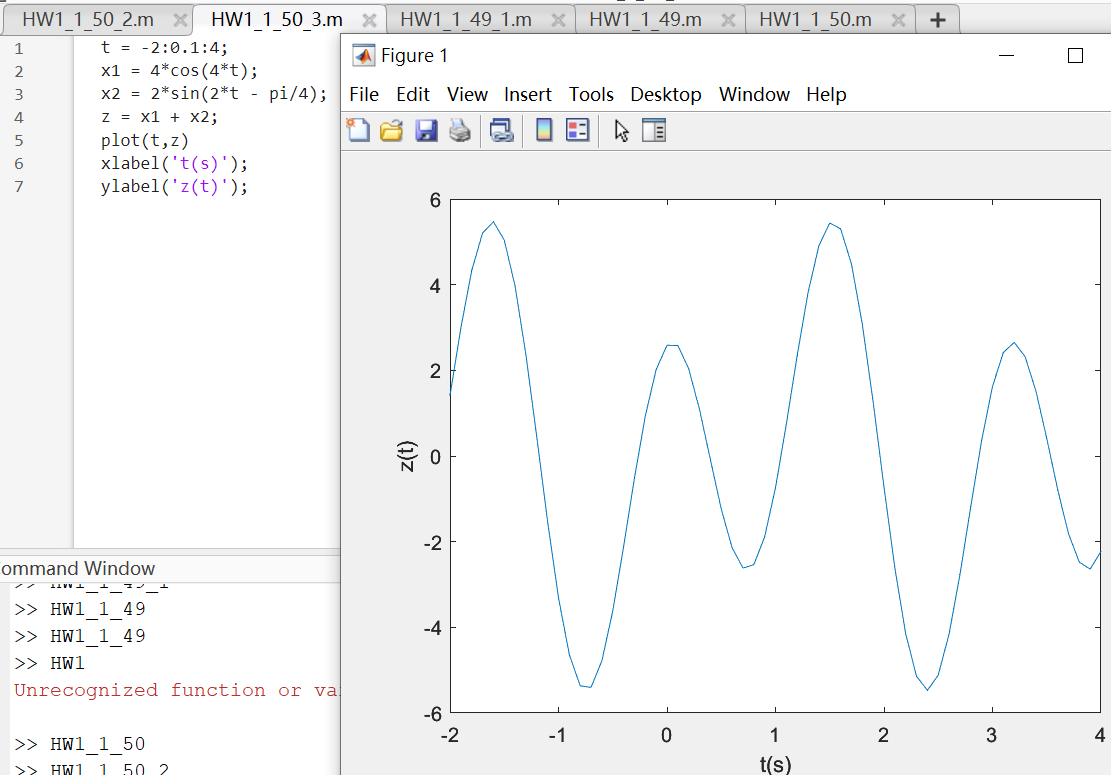 HW1_1_50_2.m HW1_1_50_3.m HW1_1_49_1.m HW1_1_49.m HW1_1_50.m +
1 t = -2:0.1:4;
2 x1 = 4*cos(4*t);
3 x2 = 2*sin(2*t - pi/4);
4 z = x1 + x2;
5 plot(t,z)
6 xlabel('t(s)');
7 ylabel('z(t)');
Figure 1
File Edit View Insert Tools Desktop Window Help
6
4
2
0
-2
-4
-6
z(t)
-2 -1 0 1 2 3 4
t(s)
ommand Window
>> HW1_1_49_1
>> HW1_1_49
>> HW1_1_49
>> HW1
Unrecognized function or va
>> HW1_1_50
>> HW1_1_50_2